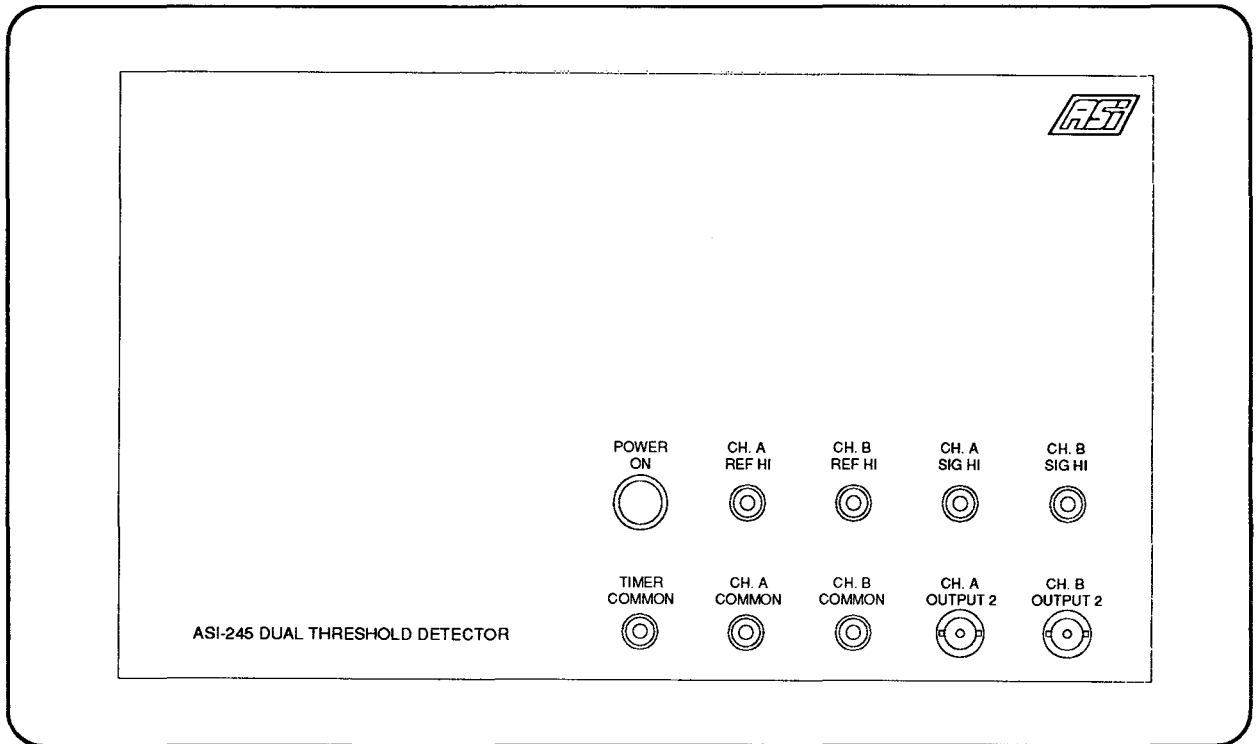 ASi
POWER
ON
CH. A
REF HI
CH. B
REF HI
CH. A
SIG HI
CH. B
SIG HI
TIMER
COMMON
CH. A
COMMON
CH. B
COMMON
CH. A
OUTPUT 2
CH. B
OUTPUT 2
ASI-245 DUAL THRESHOLD DETECTOR